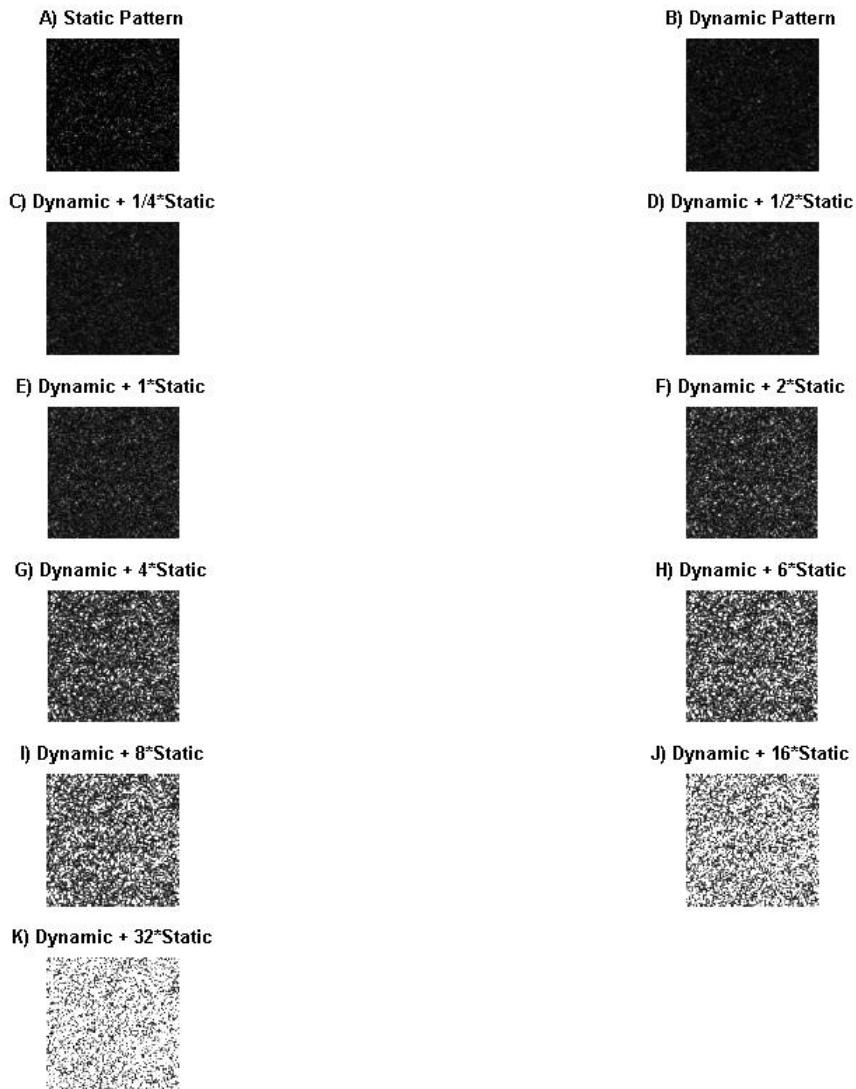 A) Static Pattern
B) Dynamic Pattern
C) Dynamic + 1/4*Static
D) Dynamic + 1/2*Static
E) Dynamic + 1*Static
F) Dynamic + 2*Static
G) Dynamic + 4*Static
H) Dynamic + 6*Static
I) Dynamic + 8*Static
J) Dynamic + 16*Static
K) Dynamic + 32*Static